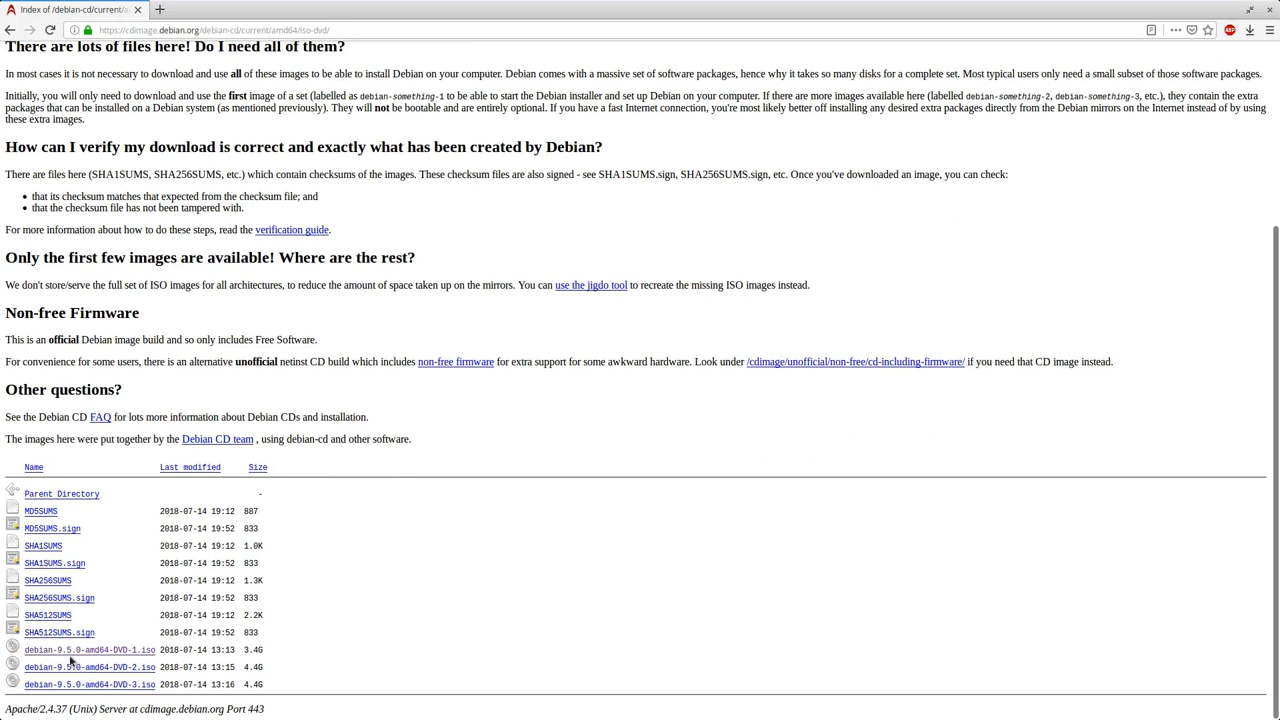 Index of /debian-cd/current/a
https://cdimage.debian.org/debian-cd/current/amd64/iso-dvd/
ABP
There are lots of files here! Do I need all of them?
In most cases it is not necessary to download and use all of these images to be able to install Debian on your computer. Debian comes with a massive set of software packages, hence why it takes so many disks for a complete set. Most typical users only need a small subset of those software packages.
Initially, you will only need to download and use the first image of a set (labelled as debian-something-1 to be able to start the Debian installer and set up Debian on your computer. If there are more images available here (labelled debian-something-2, debian-something-3, etc.), they contain the extra
packages that can be installed on a Debian system (as mentioned previously). They will not be bootable and are entirely optional. If you have a fast Internet connection, you're most likely better off installing any desired extra packages directly from the Debian mirrors on the Internet instead of by using
these extra images.
How can I verify my download is correct and exactly what has been created by Debian?
There are files here (SHA1SUMS, SHA256SUMS, etc.) which contain checksums of the images. These checksum files are also signed - see SHA1SUMS.sign, SHA256SUMS.sign, etc. Once you've downloaded an image, you can check:
• that its checksum matches that expected from the checksum file; and
• that the checksum file has not been tampered with.
For more information about how to do these steps, read the verification guide.
Only the first few images are available! Where are the rest?
We don't store/serve the full set of ISO images for all architectures, to reduce the amount of space taken up on the mirrors. You can use the jigdo tool to recreate the missing ISO images instead.
Non-free Firmware
This is an official Debian image build and so only includes Free Software.
For convenience for some users, there is an alternative unofficial netinst CD build which includes non-free firmware for extra support for some awkward hardware. Look under /cdimage/unofficial/non-free/cd-including-firmware/ if you need that CD image instead.
Other questions?
See the Debian CD FAQ for lots more information about Debian CDs and installation.
The images here were put together by the Debian CD team , using debian-cd and other software.
Name Last modified Size
Parent Directory -
MD5SUMS 2018-07-14 19:12 887
MD5SUMS.sign 2018-07-14 19:52 833
SHA1SUMS 2018-07-14 19:12 1.0K
SHA1SUMS.sign 2018-07-14 19:52 833
SHA256SUMS 2018-07-14 19:12 1.3K
SHA256SUMS.sign 2018-07-14 19:52 833
SHA512SUMS 2018-07-14 19:12 2.2K
SHA512SUMS.sign 2018-07-14 19:52 833
debian-9.5.0-amd64-DVD-1.iso 2018-07-14 13:13 3.4G
debian-9.5.0-amd64-DVD-2.iso 2018-07-14 13:15 4.4G
debian-9.5.0-amd64-DVD-3.iso 2018-07-14 13:16 4.4G
Apache/2.4.37 (Unix) Server at cdimage.debian.org Port 443